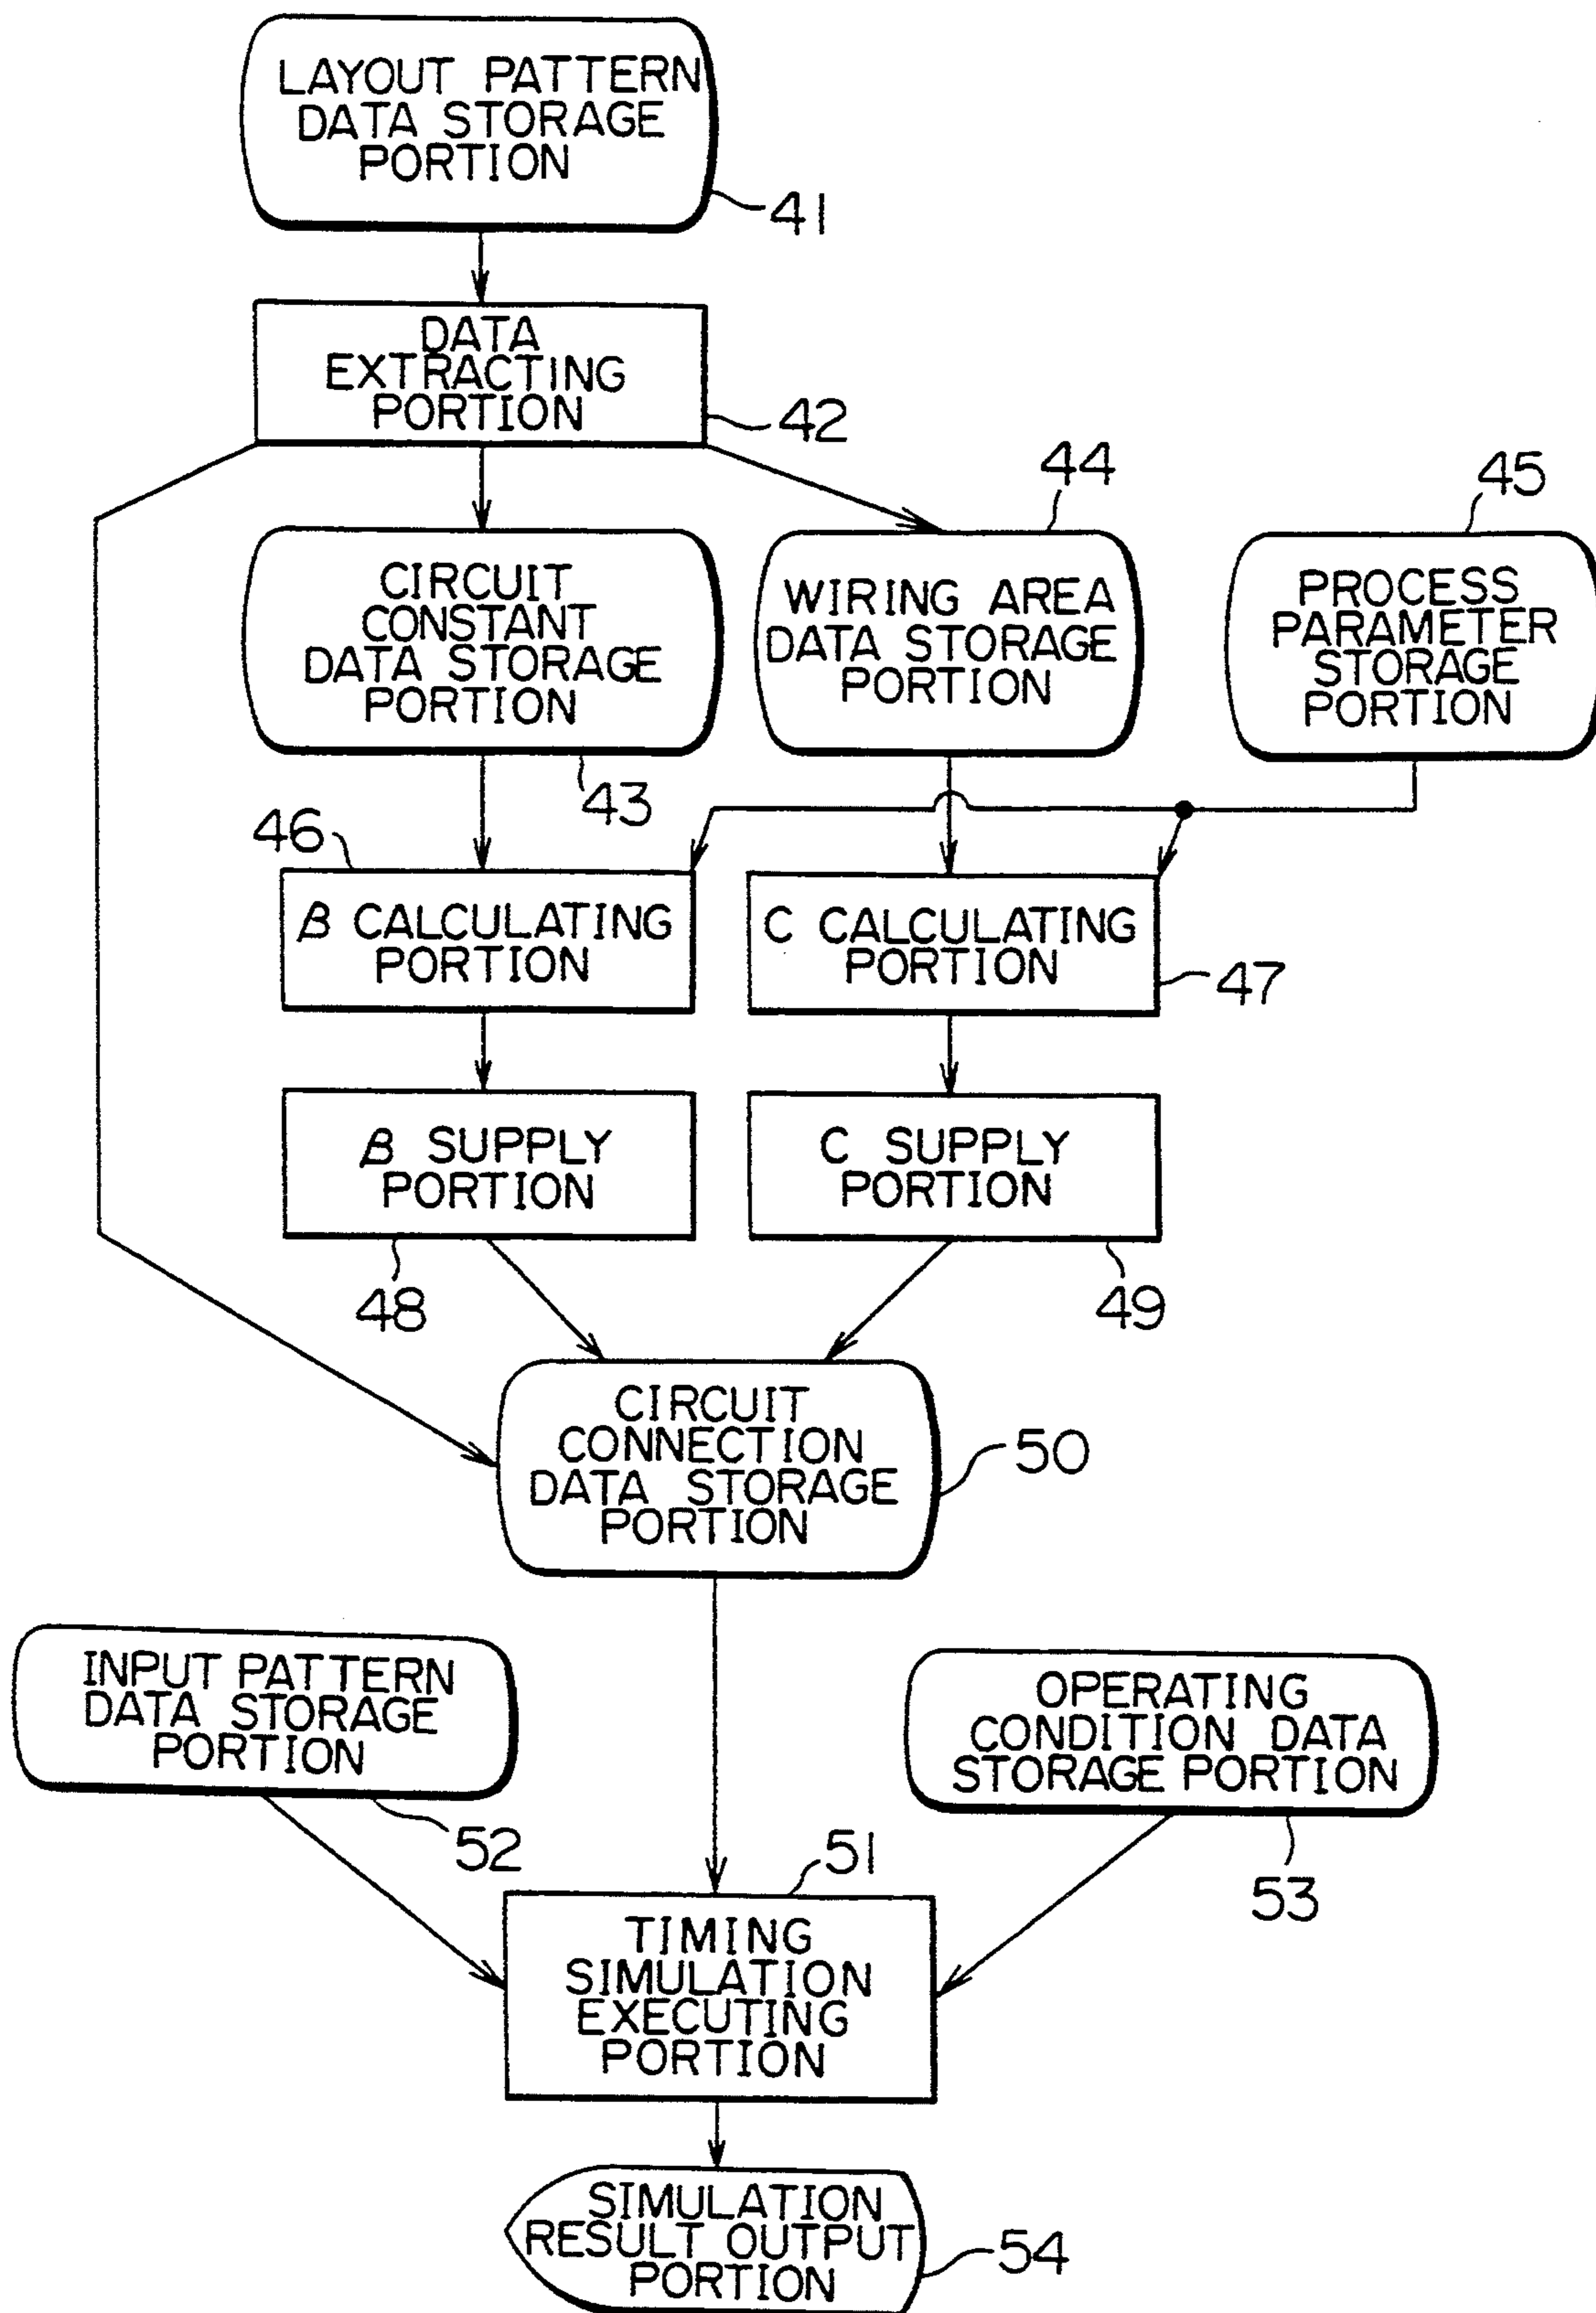 LAYOUT PATTERN
DATA STORAGE
PORTION
41
DATA
EXTRACTING
PORTION
42
44
45
CIRCUIT
CONSTANT
DATA STORAGE
PORTION
43
WIRING AREA
DATA STORAGE
PORTION
PROCESS
PARAMETER
STORAGE
PORTION
46
β CALCULATING
PORTION
C CALCULATING
PORTION
47
β SUPPLY
PORTION
48
C SUPPLY
PORTION
49
CIRCUIT
CONNECTION
DATA STORAGE
PORTION
50
INPUT PATTERN
DATA STORAGE
PORTION
52
OPERATING
CONDITION DATA
STORAGE PORTION
53
51
TIMING
SIMULATION
EXECUTING
PORTION
SIMULATION
RESULT OUTPUT
PORTION
54